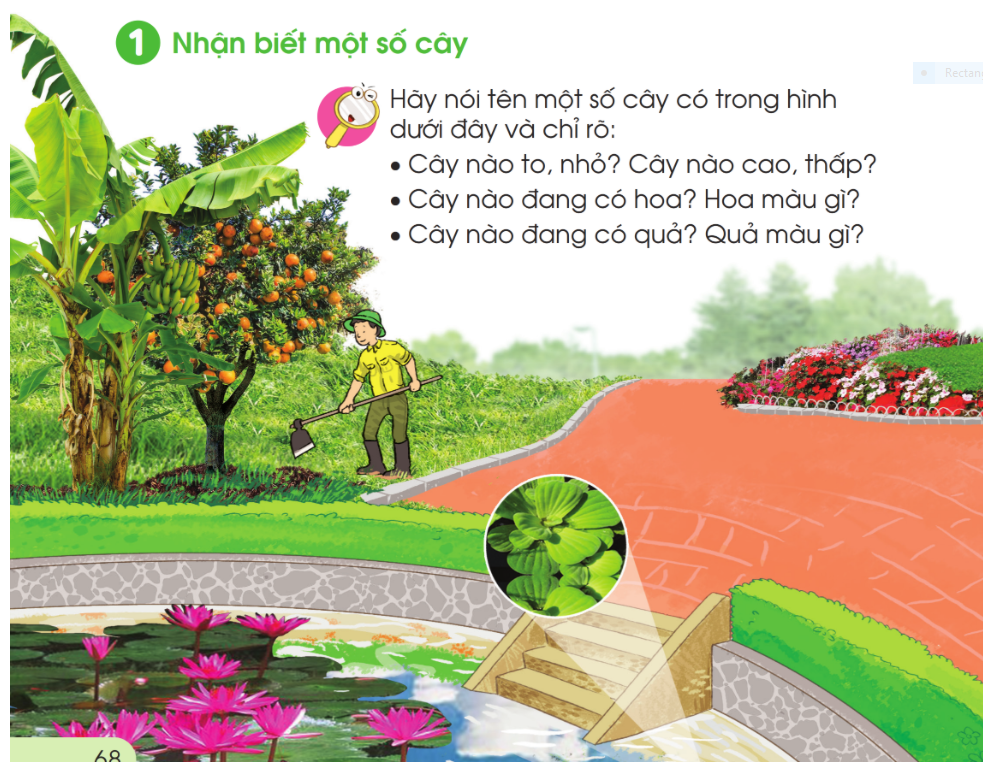 1 Nhận biết một số cây
Rectan
Hãy nói tên một số cây có trong hình
dưới đây và chỉ rõ:
• Cây nào to, nhỏ? Cây nào cao, thấp?
• Cây nào đang có hoa? Hoa màu gì?
• Cây nào đang có quả? Quả màu gì?
68